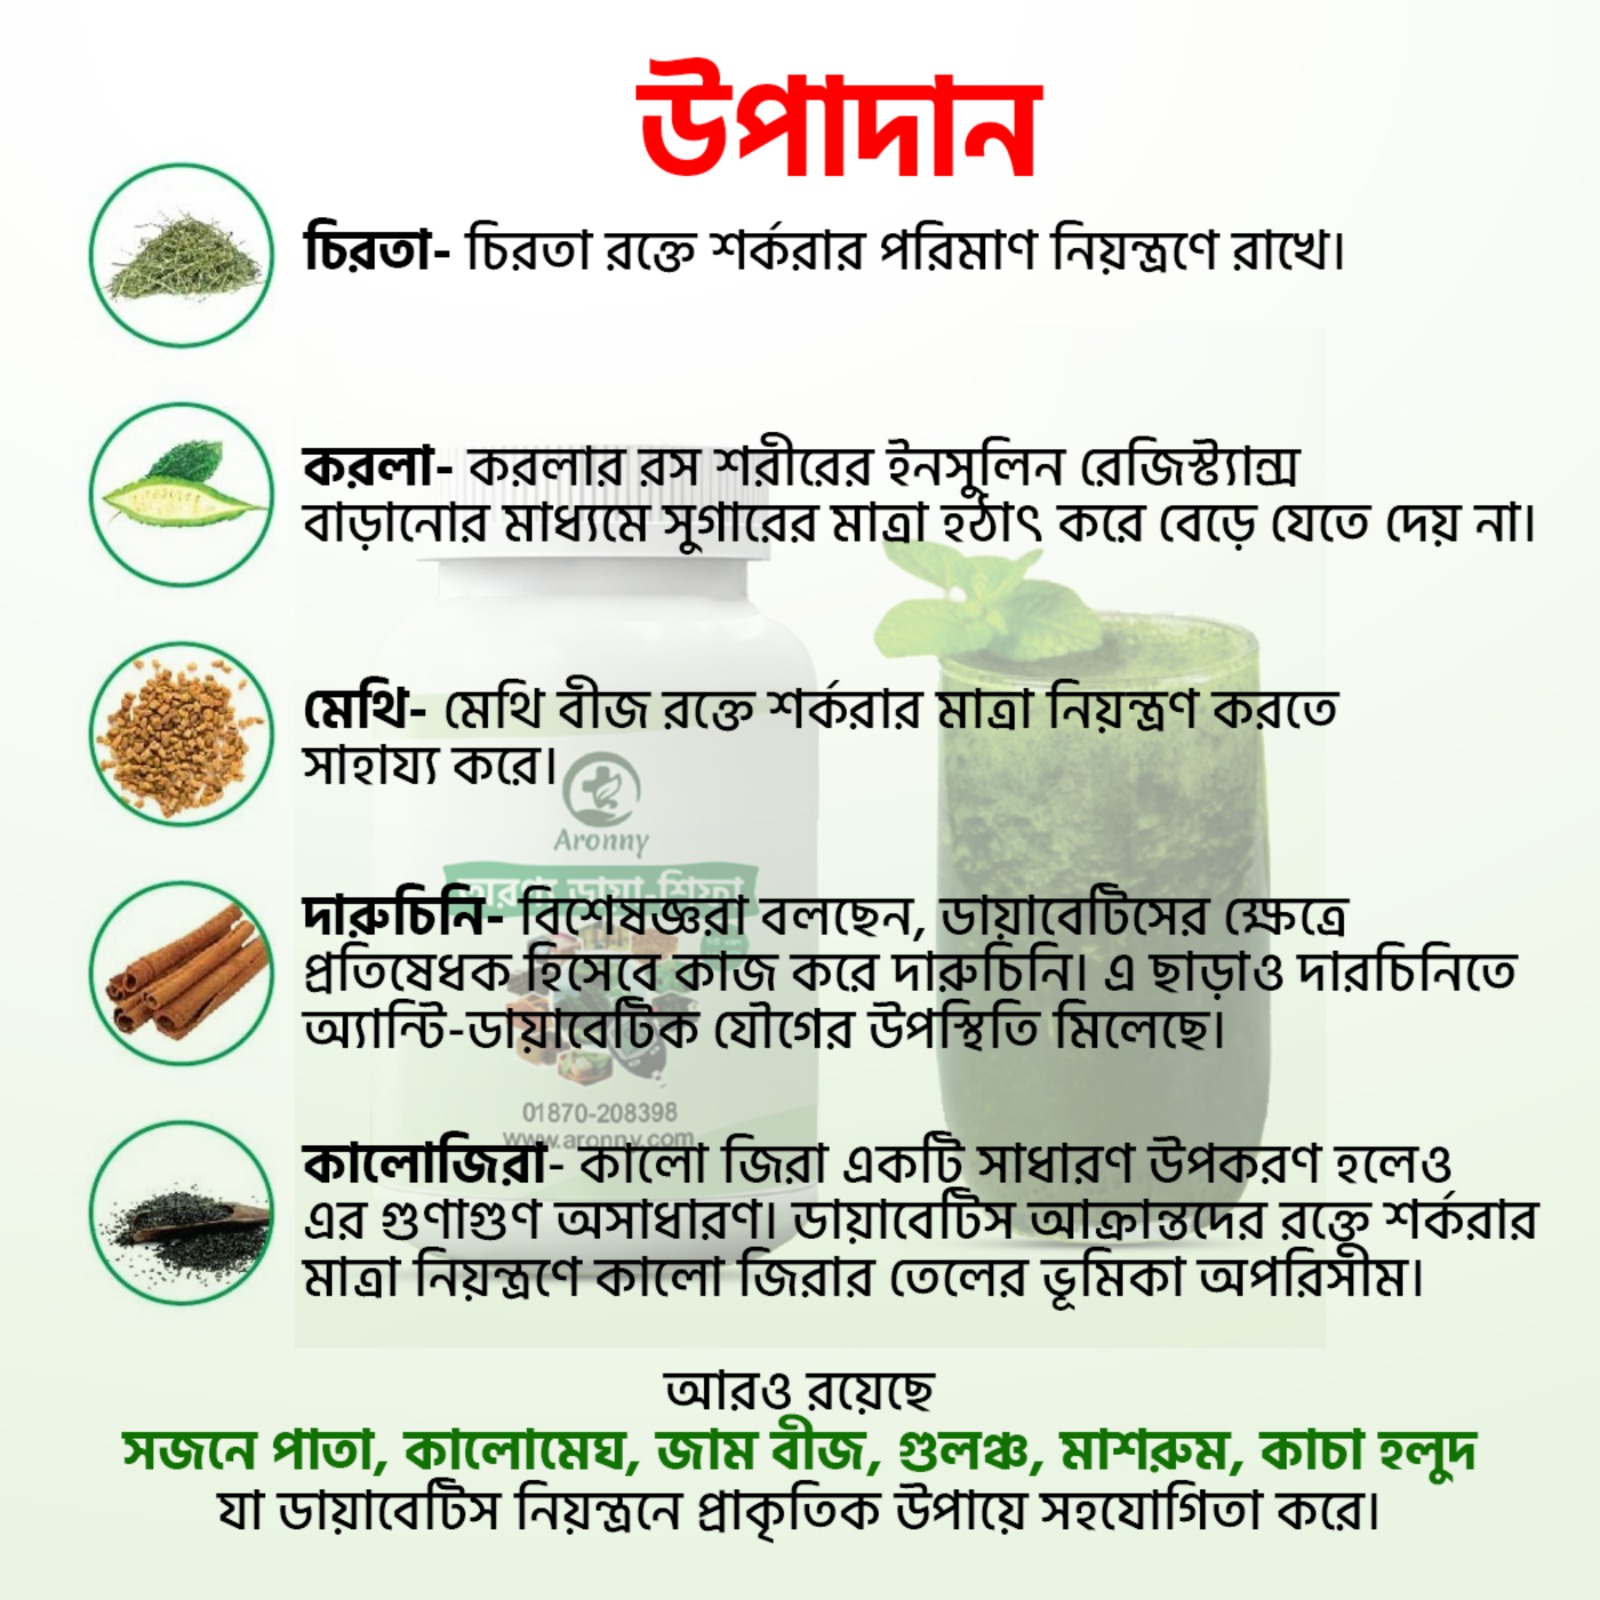 উপাদান
চিরতা- চিরতা রক্তে শর্করার পরিমাণ নিয়ন্ত্রণে রাখে।
করলা- করলার রস শরীরের ইনসুলিন রেজিস্ট্যান্স
বাড়ানোর মাধ্যমে সুগারের মাত্রা হঠাৎ করে বেড়ে যেতে দেয় না।
মেথি- মেথি বীজ রক্তে শর্করার মাত্রা নিয়ন্ত্রণ করতে
সাহায্য করে।
Aronny
অরণ্য ডায়া-শিফা
দারুচিনি- বিশেষজ্ঞরা বলছেন, ডায়াবেটিসের ক্ষেত্রে
প্রতিষেধক হিসেবে কাজ করে দারুচিনি। এ ছাড়াও দারচিনিতে
অ্যান্টি-ডায়াবেটিক যৌগের উপস্থিতি মিলেছে।
01870-208398
www.aronny.com
কালোজিরা- কালো জিরা একটি সাধারণ উপকরণ হলেও
এর গুণাগুণ অসাধারণ। ডায়াবেটিস আক্রান্তদের রক্তে শর্করার
মাত্রা নিয়ন্ত্রণে কালো জিরার তেলের ভূমিকা অপরিসীম।
আরও রয়েছে
সজনে পাতা, কালোমেঘ, জাম বীজ, গুলঞ্চ, মাশরুম, কাচা হলুদ
যা ডায়াবেটিস নিয়ন্ত্রনে প্রাকৃতিক উপায়ে সহযোগিতা করে।